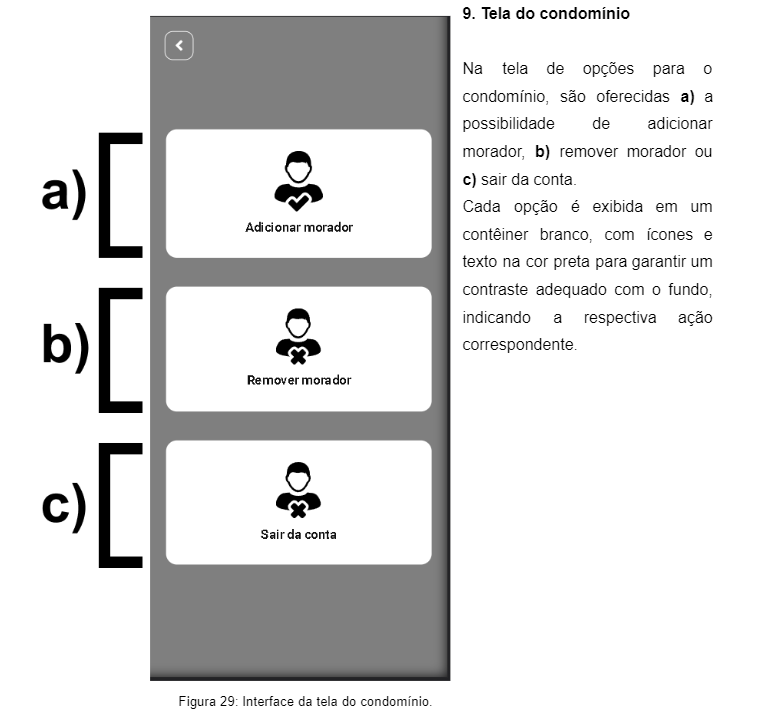 9. Tela do condomínio
Na tela de opções para o
condomínio, são oferecidas a) a
possibilidade de adicionar
morador, b) remover morador ou
c) sair da conta.
Cada opção é exibida em um
contêiner branco, com ícones e
texto na cor preta para garantir um
contraste adequado com o fundo,
indicando a respectiva ação
correspondente.
a)
Adicionar morador
b)
Remover morador
c)
Sair da conta
Figura 29: Interface da tela do condomínio.